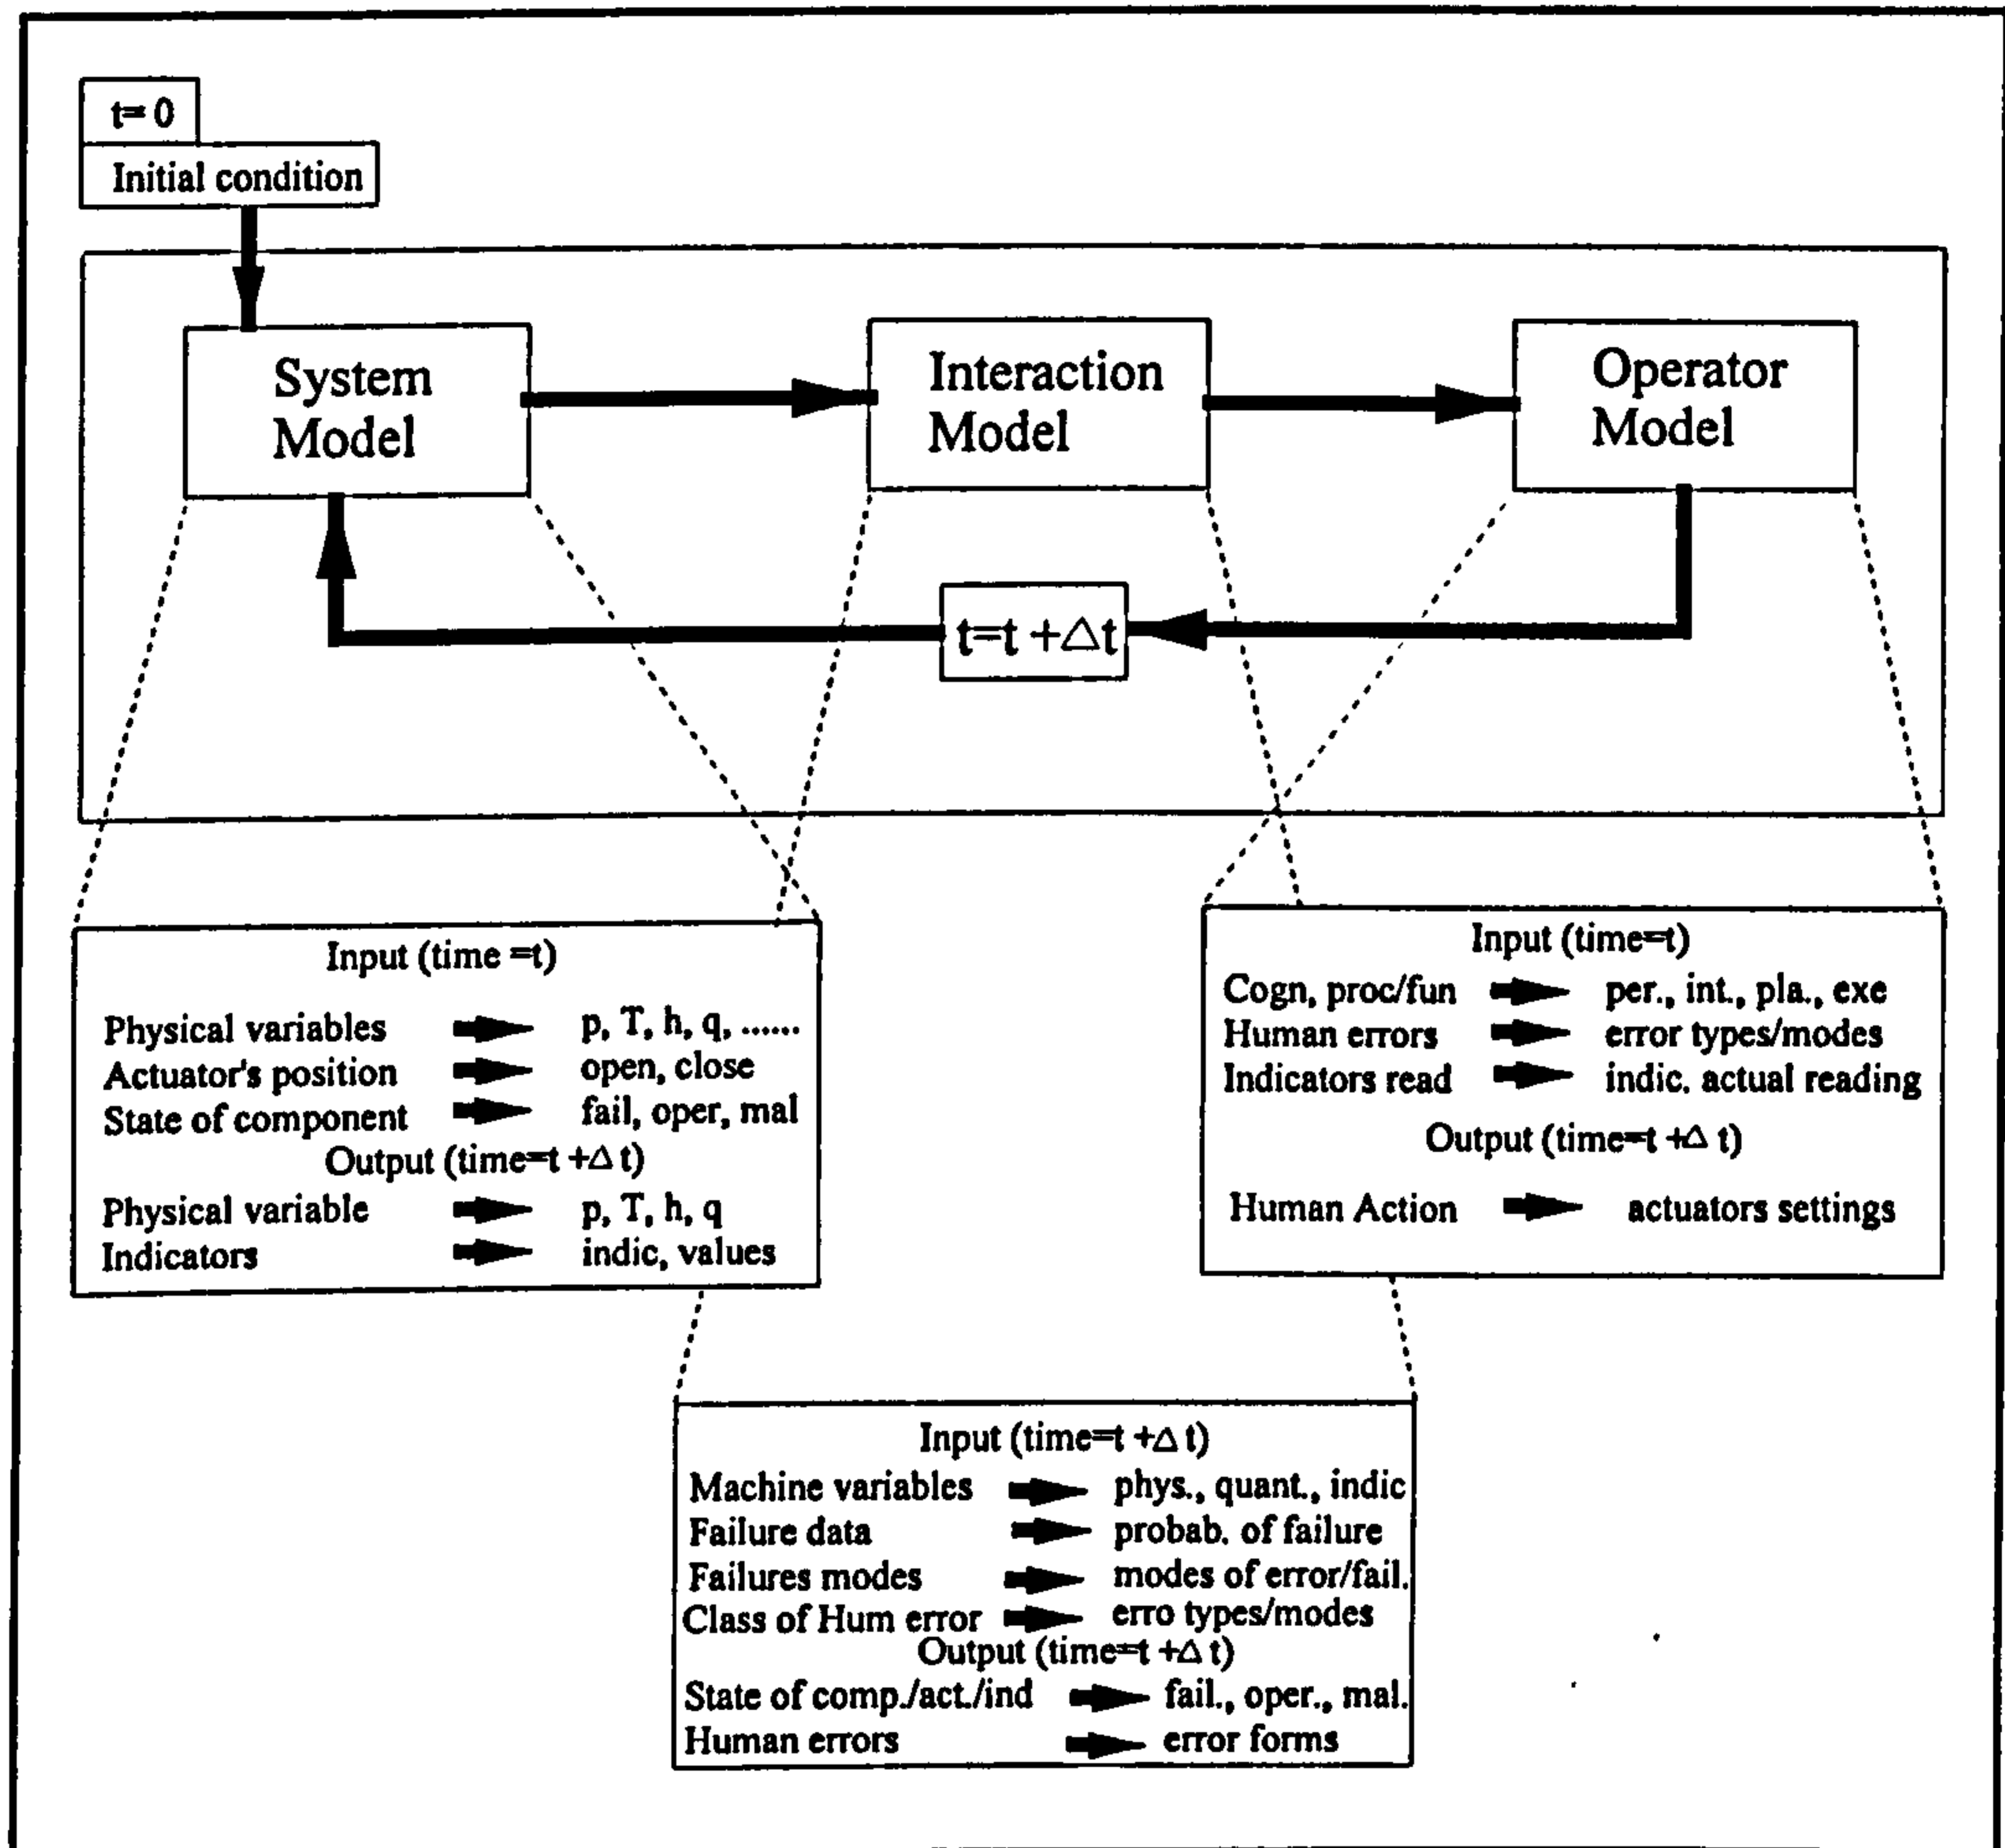 t= 0
Initial condition
System
Model
Interaction
Model
Operator
Model
t=t +Δt
Input (time =t)
Physical variables p, T, h, q, ......
Actuator's position open, close
State of component fail, oper, mal
Output (time=t +Δ t)
Physical variable p, T, h, q
Indicators indic, values
Input (time=t)
Cogn, proc/fun per., int., pla., exe
Human errors error types/modes
Indicators read indic. actual reading
Output (time=t +Δ t)
Human Action actuators settings
Input (time=t +Δ t)
Machine variables phys., quant., indic
Failure data probab. of failure
Failures modes modes of error/fail.
Class of Hum error erro types/modes
Output (time=t +Δ t)
State of comp./act./ind fail., oper., mal.
Human errors error forms